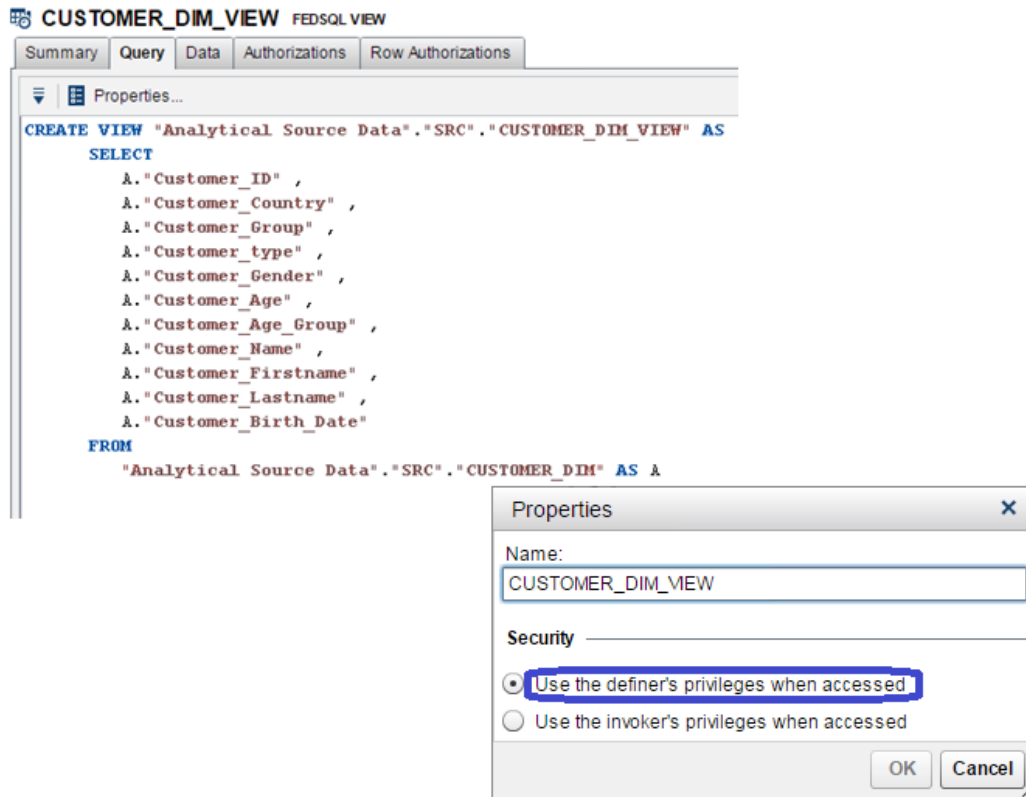 CUSTOMER_DIM_VIEW FEDSQL VIEW
Summary Query Data Authorizations Row Authorizations
Properties...
CREATE VIEW "Analytical Source Data"."SRC"."CUSTOMER_DIM_VIEW" AS
SELECT
A."Customer_ID" ,
A."Customer_Country" ,
A."Customer_Group" ,
A."Customer_type" ,
A."Customer_Gender" ,
A."Customer_Age" ,
A."Customer_Age_Group" ,
A."Customer_Name" ,
A."Customer_Firstname" ,
A."Customer_Lastname" ,
A."Customer_Birth_Date"
FROM
"Analytical Source Data"."SRC"."CUSTOMER_DIM" AS A
Properties
Name:
CUSTOMER_DIM_VIEW
Security
Use the definer's privileges when accessed
Use the invoker's privileges when accessed
OK Cancel